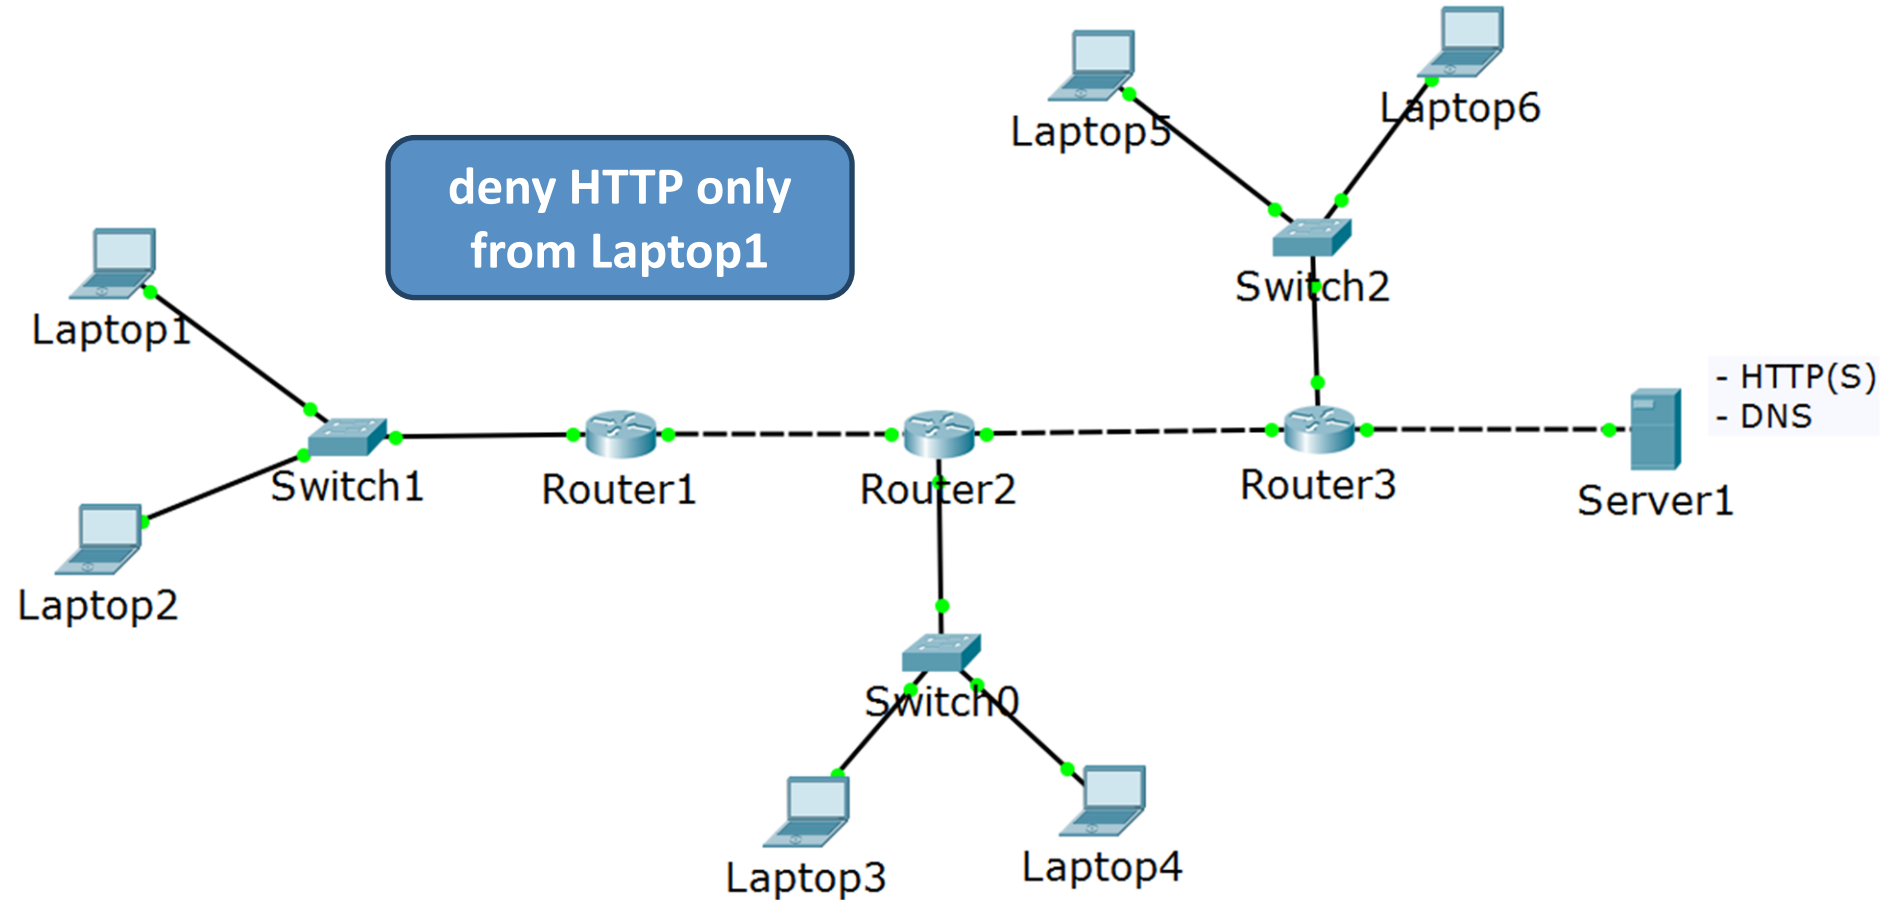 Laptop5
Laptop6
deny HTTP only
from Laptop1
Laptop1
Switch2
- HTTP(S)
- DNS
Switch1
Router1
Router2
Router3
Server1
Laptop2
Switch0
Laptop3
Laptop4